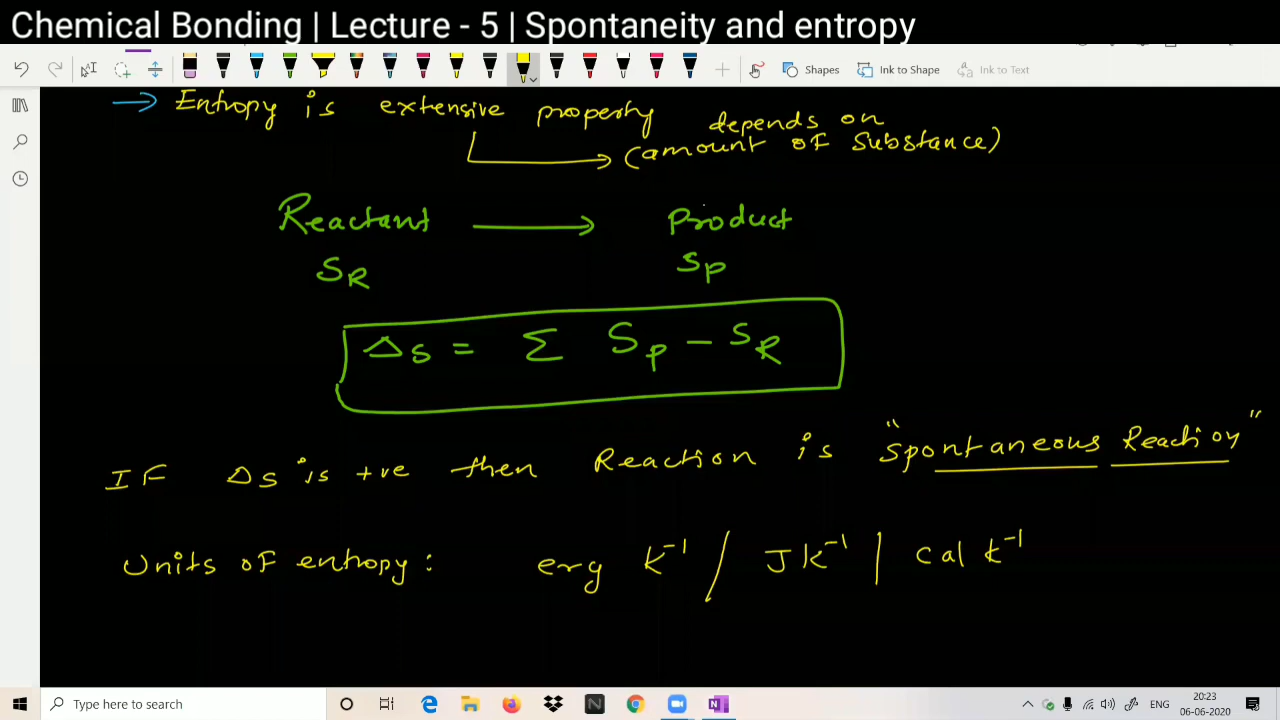 Chemical Bonding | Lecture - 5 | Spontaneity and entropy
Shapes Ink to Shape Ink to Text
→ Entropy is extensive property depends on
(amount of Substance)
Reactant → Product
SR SP
ΔS = Σ Sp - SR
IF ΔS is +ve then Reaction is "Spontaneous Reaction"
Units of entropy: erg K⁻¹ / J K⁻¹ | Cal K⁻¹
Type here to search
ENG
20:23
06-06-2020